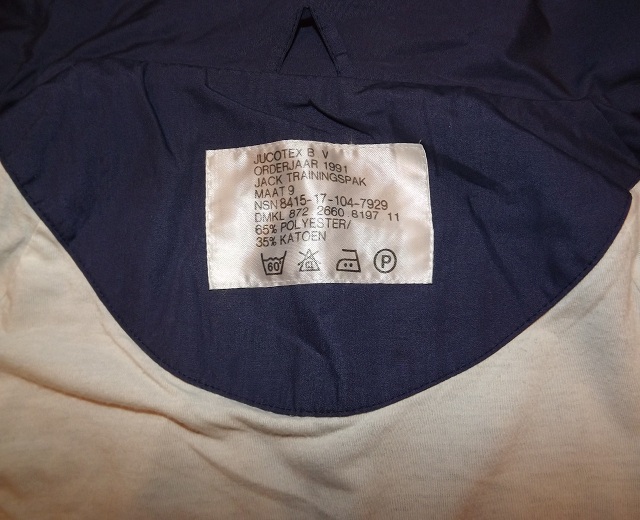 JUCOTEX B V
ORDERJAAR 1991
JACK TRAININGSPAK
MAAT 9
NSN 8415-17-104-7929
DMKL 872 2660 8197 11
65% POLYESTER/
35% KATOEN
60° CL P